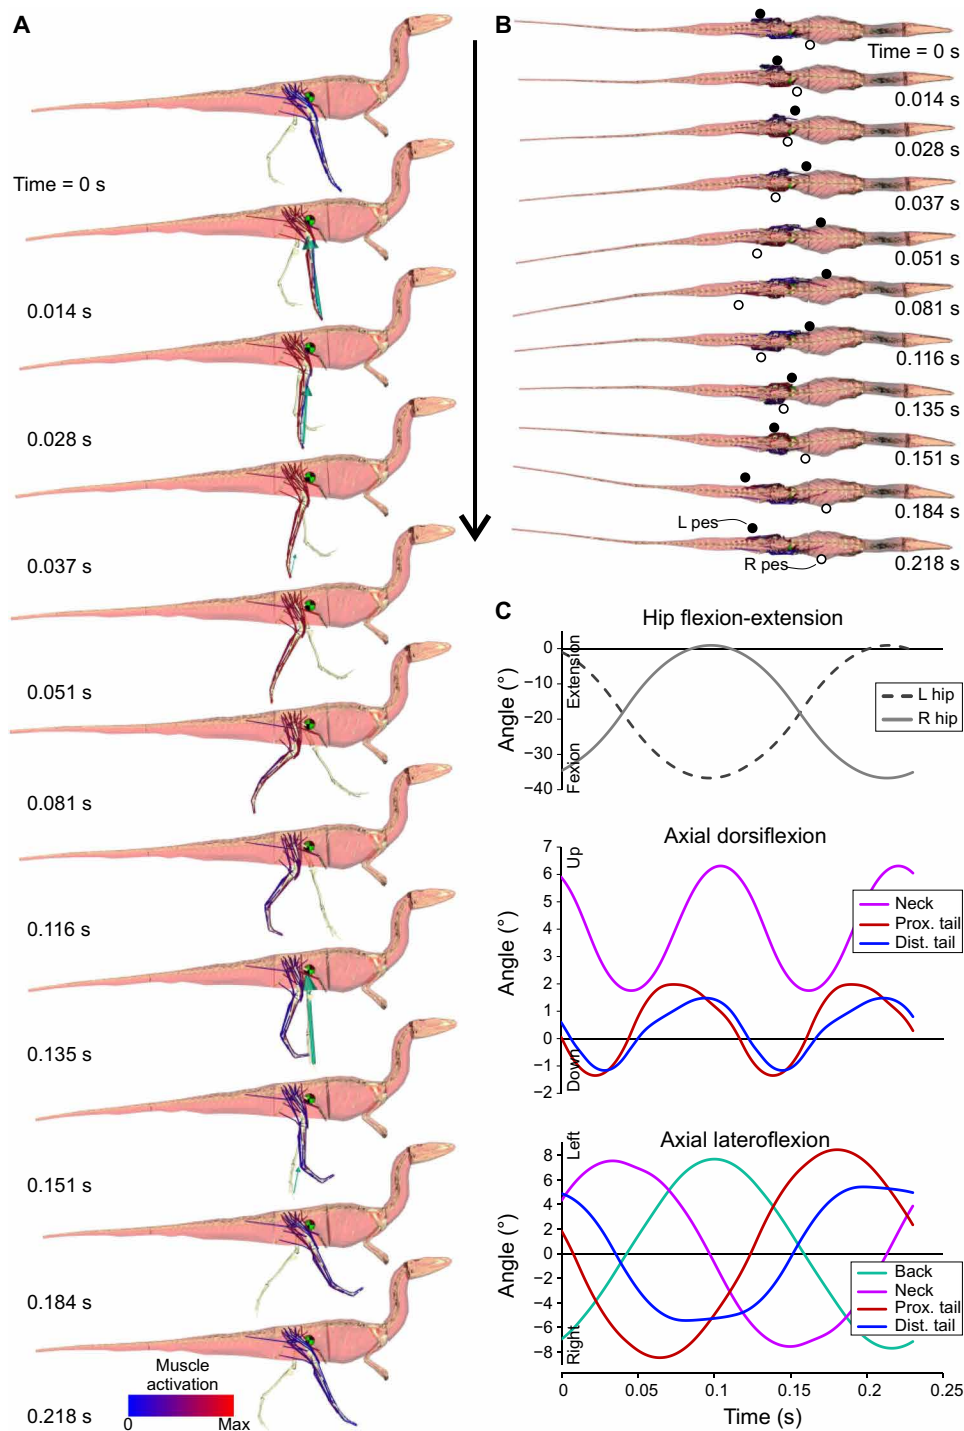 A
Time = 0 s
0.014 s
0.028 s
0.037 s
0.051 s
0.081 s
0.116 s
0.135 s
0.151 s
0.184 s
0.218 s
Muscle
activation
0
Max
B
Time = 0 s
0.014 s
0.028 s
0.037 s
0.051 s
0.081 s
0.116 s
0.135 s
0.151 s
0.184 s
L pes
0.218 s
R pes
C
Hip flexion-extension
Angle (°)
Extension
Fexion
0
−10
−20
−30
−40
L hip
R hip
Axial dorsiflexion
Angle (°)
Up
Down
7
6
5
4
3
2
1
0
−1
−2
Neck
Prox. tail
Dist. tail
Axial lateroflexion
Angle (°)
Left
Right
8
6
4
2
0
−2
−4
−6
−8
Back
Neck
Prox. tail
Dist. tail
0
0.05
0.1
0.15
0.2
0.25
Time (s)